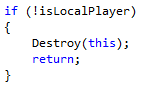 if (!isLocalPlayer)
{
    Destroy(this);
    return;
}